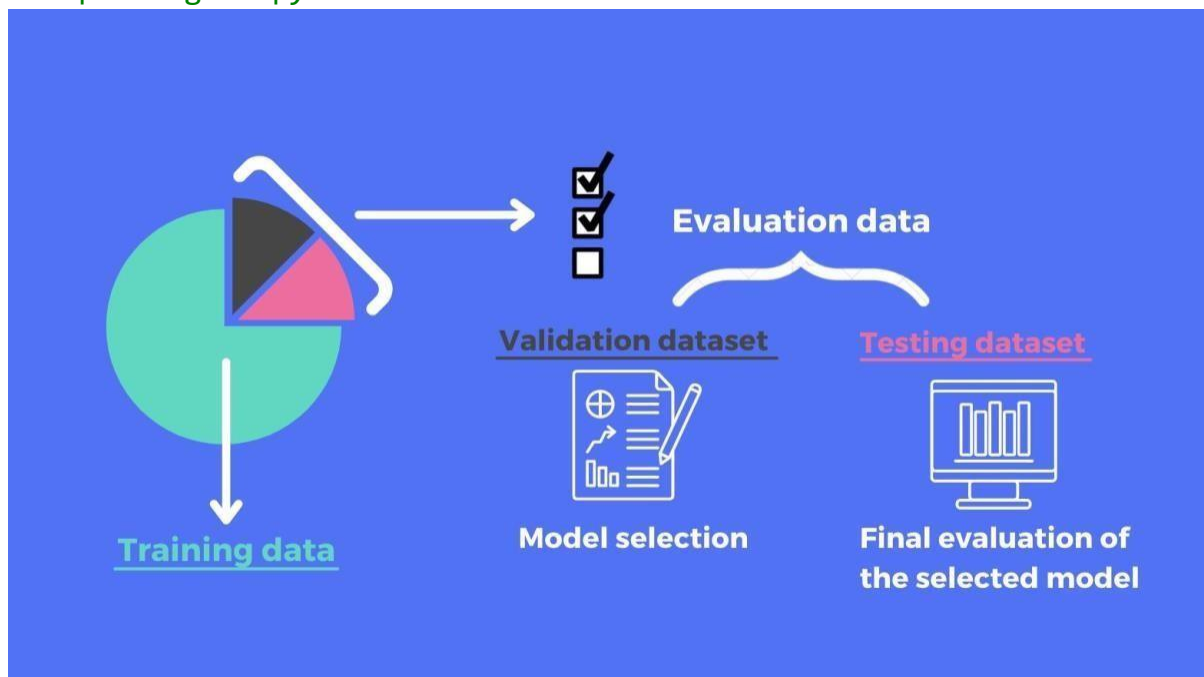 Evaluation data
Validation dataset
Testing dataset
Training data
Model selection
Final evaluation of
the selected model